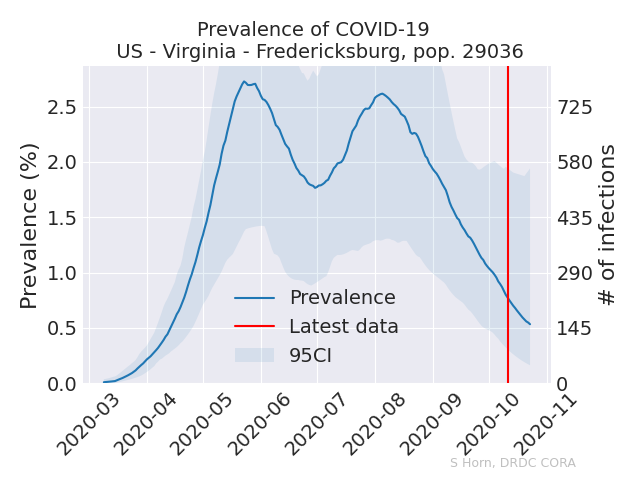 Prevalence of COVID-19
US - Virginia - Fredericksburg, pop. 29036
Prevalence (%)
2.5
2.0
1.5
1.0
0.5
0.0
725
580
435
290
145
0
# of infections
Prevalence
Latest data
95CI
2020-03
2020-04
2020-05
2020-06
2020-07
2020-08
2020-09
2020-10
2020-11
S Horn, DRDC CORA